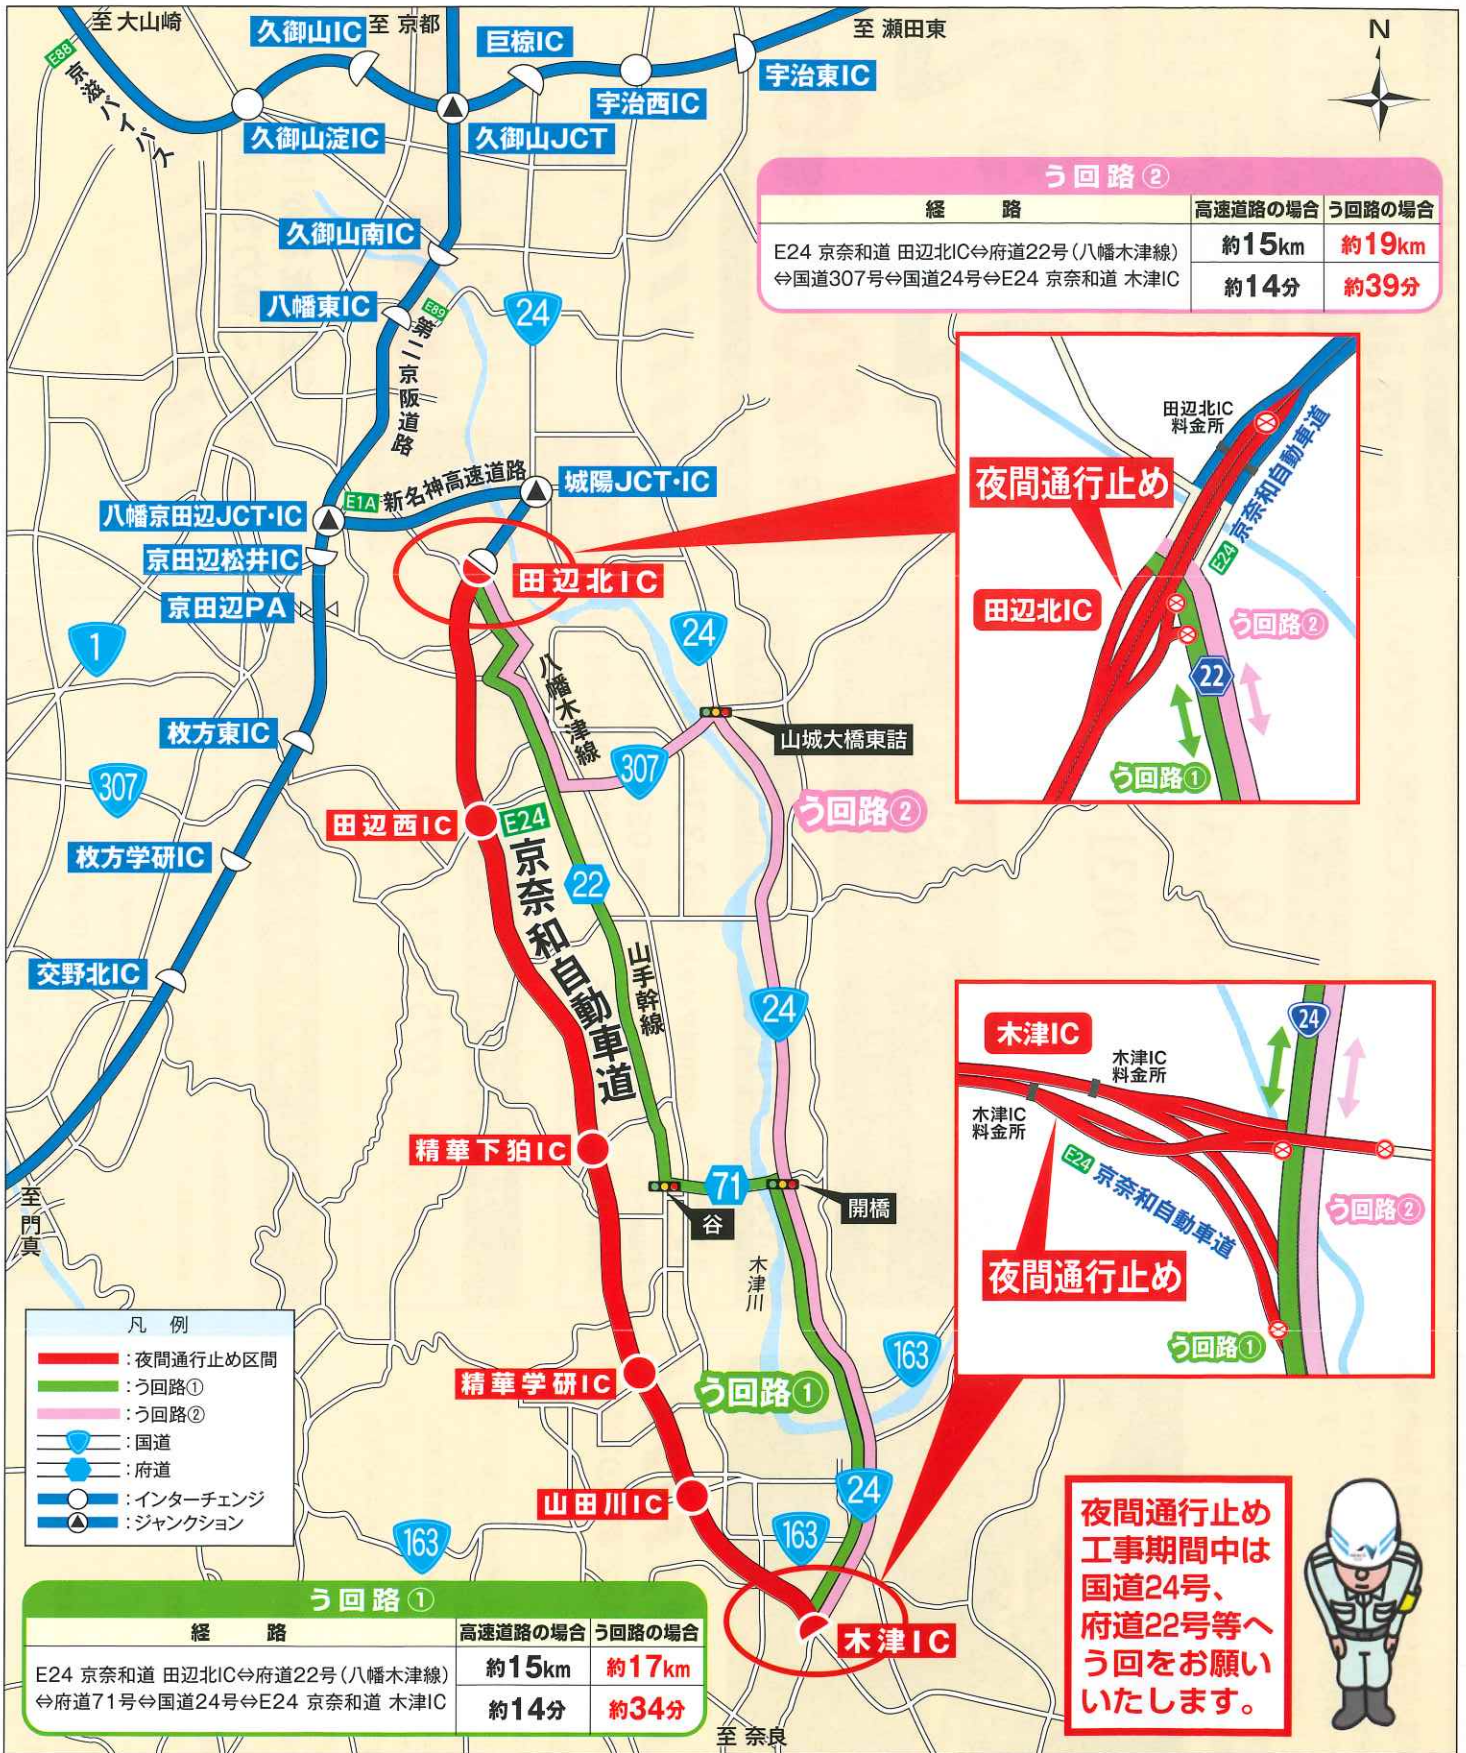 至 大山崎
久御山IC
至 京都
巨椋IC
至 瀬田東
N
E88
京滋バイパス
宇治東IC
宇治西IC
久御山淀IC
久御山JCT
う回路②
経 路
高速道路の場合
う回路の場合
E24 京奈和道 田辺北IC⇔府道22号(八幡木津線)
⇔国道307号⇔国道24号⇔E24 京奈和道 木津IC
約15km
約19km
約14分
約39分
久御山南IC
八幡東IC
E89
第二京阪道路
24
田辺北IC
料金所
京奈和自動車道
夜間通行止め
E24
田辺北IC
う回路②
22
う回路①
E1A
新名神高速道路
城陽JCT・IC
八幡京田辺JCT・IC
京田辺松井IC
田辺北IC
京田辺PA
1
24
八幡木津線
枚方東IC
山城大橋東詰
307
307
う回路②
田辺西IC
E24
京奈和自動車道
枚方学研IC
22
山手幹線
交野北IC
24
木津IC
木津IC
料金所
木津IC
料金所
24
E24
京奈和自動車道
う回路②
夜間通行止め
う回路①
精華下狛IC
71
谷
開橋
至 門真
木津川
凡 例
:夜間通行止め区間
:う回路①
:う回路②
:国道
:府道
:インターチェンジ
:ジャンクション
163
精華学研IC
う回路①
山田川IC
24
163
163
木津IC
夜間通行止め
工事期間中は
国道24号、
府道22号等へ
う回をお願い
いたします。
う回路①
経 路
高速道路の場合
う回路の場合
E24 京奈和道 田辺北IC⇔府道22号(八幡木津線)
⇔府道71号⇔国道24号⇔E24 京奈和道 木津IC
約15km
約17km
約14分
約34分
至 奈良